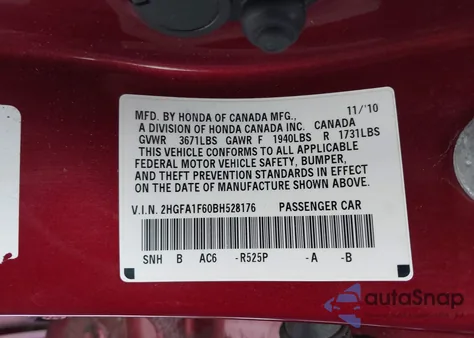 MFD. BY HONDA OF CANADA MFG., 11/'10
A DIVISION OF HONDA CANADA INC. CANADA
GVWR 3671LBS GAWR F 1940LBS R 1731LBS
THIS VEHICLE CONFORMS TO ALL APPLICABLE
FEDERAL MOTOR VEHICLE SAFETY, BUMPER,
AND THEFT PREVENTION STANDARDS IN EFFECT
ON THE DATE OF MANUFACTURE SHOWN ABOVE.
V.I.N. 2HGFA1F60BH528176 PASSENGER CAR
SNH B AC6 -R525P -A -B
autoSnap